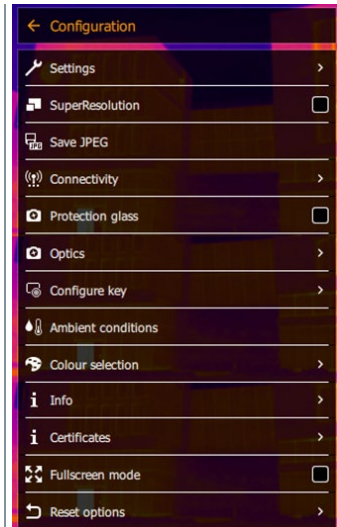 Configuration
Settings
SuperResolution
JPG
Save JPEG
Connectivity
Protection glass
Optics
Configure key
Ambient conditions
Colour selection
Info
Certificates
Fullscreen mode
Reset options